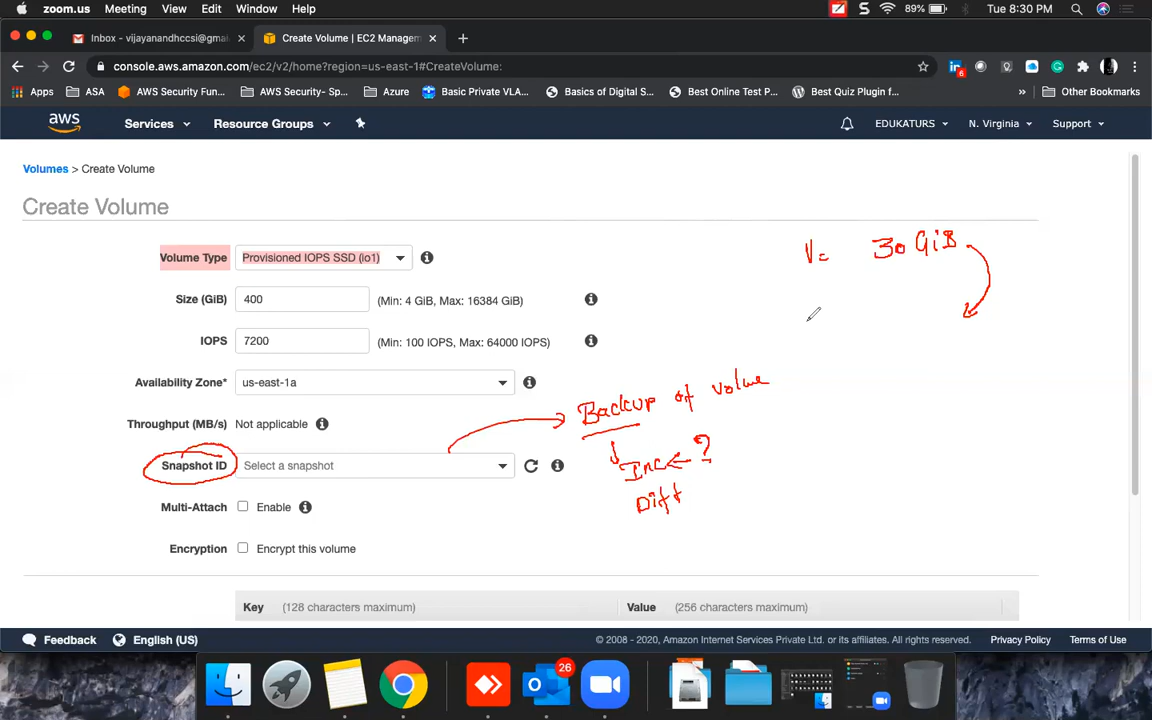 zoom.us Meeting View Edit Window Help 89% Tue 8:30 PM
Inbox - vijayanandhccsi@gmai Create Volume | EC2 Managem
console.aws.amazon.com/ec2/v2/home?region=us-east-1#CreateVolume:
Apps ASA AWS Security Fun... AWS Security- Sp... Azure Basic Private VLA... Basics of Digital S... Best Online Test P... Best Quiz Plugin f... » Other Bookmarks
aws Services Resource Groups EDUKATURS N. Virginia Support
Volumes > Create Volume
Create Volume
Volume Type Provisioned IOPS SSD (io1)
V= 30 GiB
Size (GiB) 400 (Min: 4 GiB, Max: 16384 GiB)
IOPS 7200 (Min: 100 IOPS, Max: 64000 IOPS)
Availability Zone* us-east-1a
Backup of volume
Throughput (MB/s) Not applicable
Snapshot ID Select a snapshot
Inc ?
Diff
Multi-Attach Enable
Encryption Encrypt this volume
Key (128 characters maximum) Value (256 characters maximum)
Feedback English (US) © 2008 - 2020, Amazon Internet Services Private Ltd. or its affiliates. All rights reserved. Privacy Policy Terms of Use
26